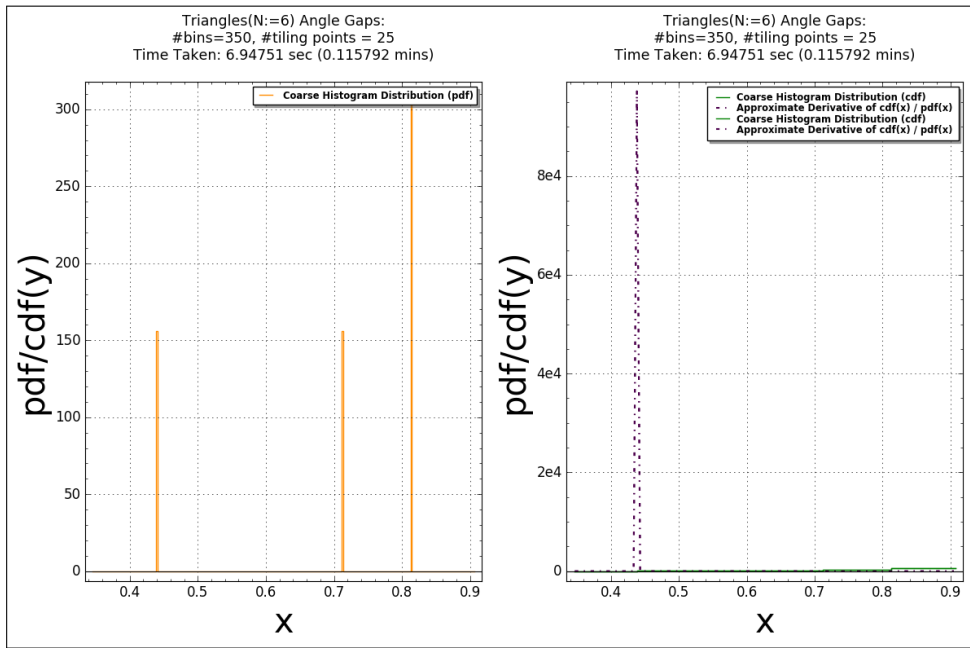 Triangles(N:=6) Angle Gaps:
#bins=350, #tiling points = 25
Time Taken: 6.94751 sec (0.115792 mins)
Coarse Histogram Distribution (pdf)
300
250
200
150
100
50
0
0.4
0.5
0.6
0.7
0.8
0.9
pdf/cdf(y)
x
Triangles(N:=6) Angle Gaps:
#bins=350, #tiling points = 25
Time Taken: 6.94751 sec (0.115792 mins)
Coarse Histogram Distribution (cdf)
Approximate Derivative of cdf(x) / pdf(x)
Coarse Histogram Distribution (cdf)
Approximate Derivative of cdf(x) / pdf(x)
8e4
6e4
4e4
2e4
0
0.4
0.5
0.6
0.7
0.8
0.9
pdf/cdf(y)
x